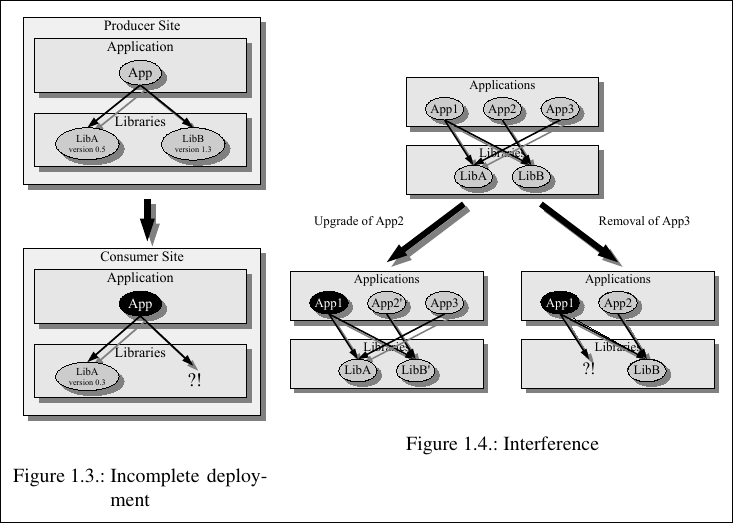 Producer Site
Application
App
Libraries
LibA
version 0.5
LibB
version 1.3
Consumer Site
Application
App
Libraries
LibA
version 0.3
?!
Figure 1.3.: Incomplete deploy-
ment
Applications
App1 App2 App3
Libraries
LibA LibB
Upgrade of App2
Removal of App3
Applications
App1 App2' App3
Libraries
LibA LibB'
Applications
App1 App2
Libraries
?! LibB
Figure 1.4.: Interference